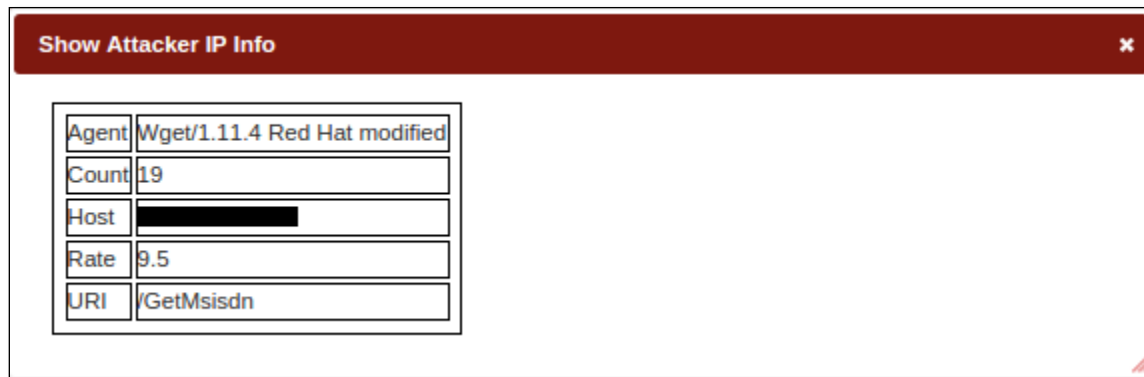 Show Attacker IP Info ×
Agent Wget/1.11.4 Red Hat modified
Count 19
Host
Rate 9.5
URI /GetMsisdn